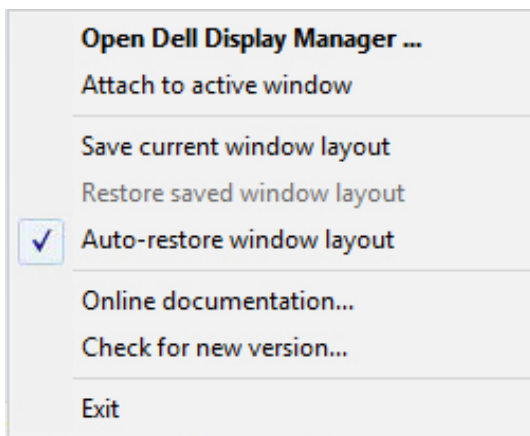 Open Dell Display Manager ...
Attach to active window
Save current window layout
Restore saved window layout
Auto-restore window layout
Online documentation...
Check for new version...
Exit